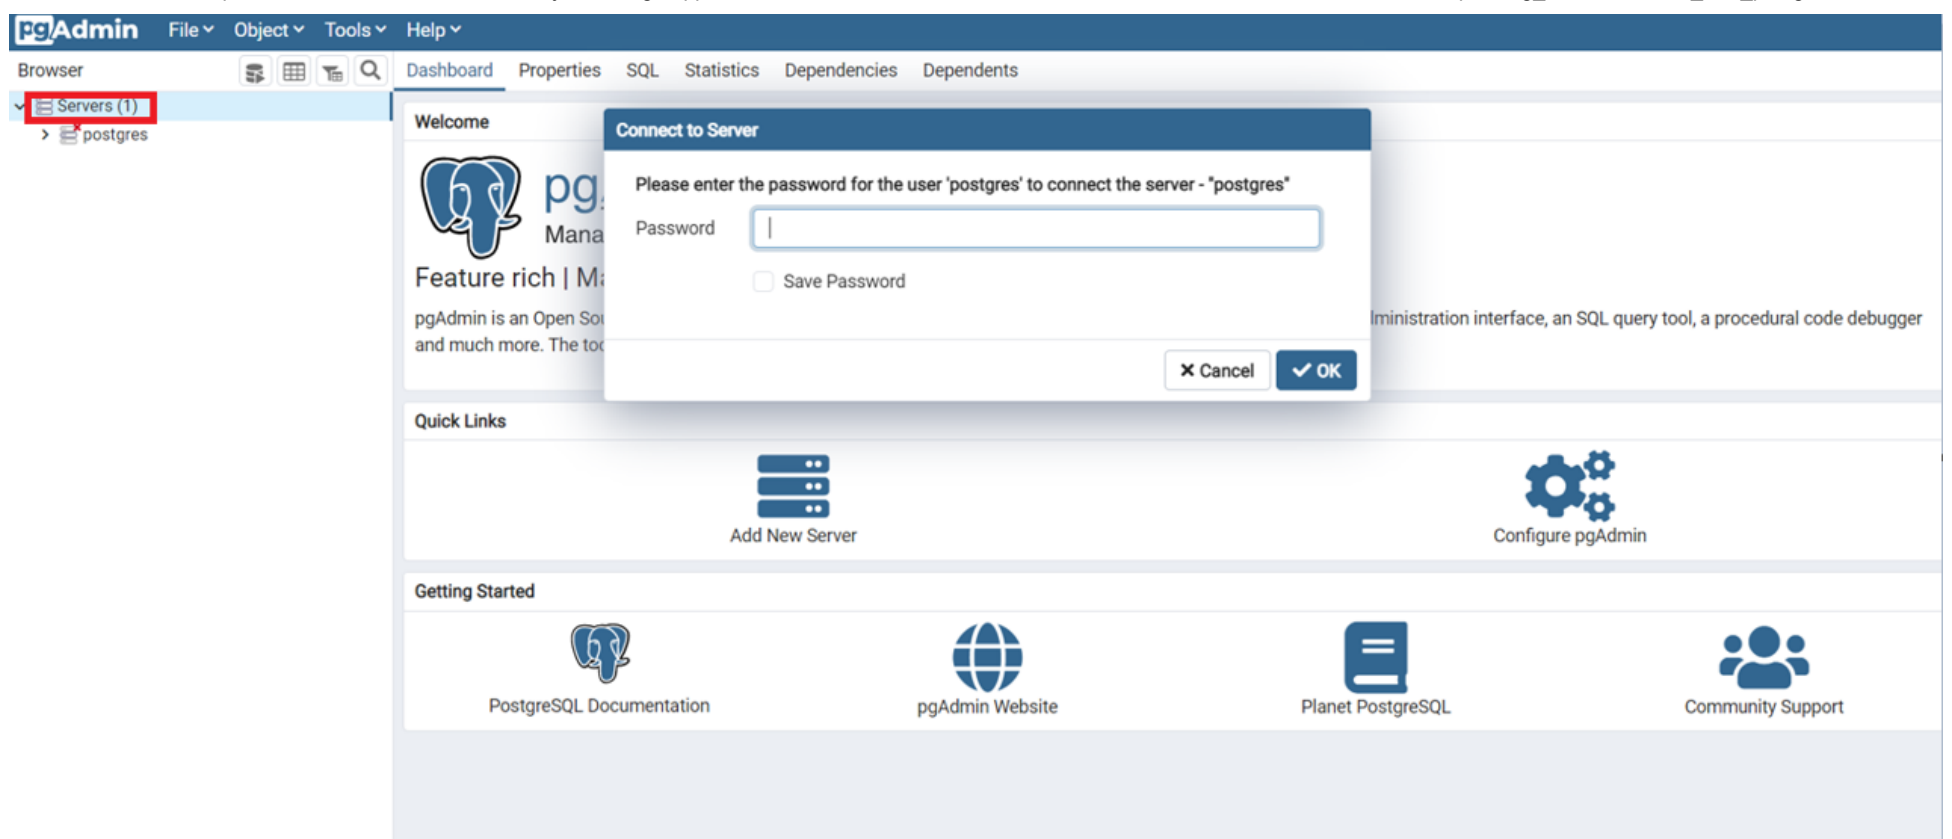 pgAdmin File Object Tools Help
Browser
Dashboard Properties SQL Statistics Dependencies Dependents
Servers (1)
postgres
Welcome
Connect to Server
Please enter the password for the user 'postgres' to connect the server - "postgres"
Password
Save Password
Cancel OK
pg
Mana
Feature rich | Ma
pgAdmin is an Open Sou
ministration interface, an SQL query tool, a procedural code debugger
and much more. The too
Quick Links
Add New Server
Configure pgAdmin
Getting Started
PostgreSQL Documentation
pgAdmin Website
Planet PostgreSQL
Community Support